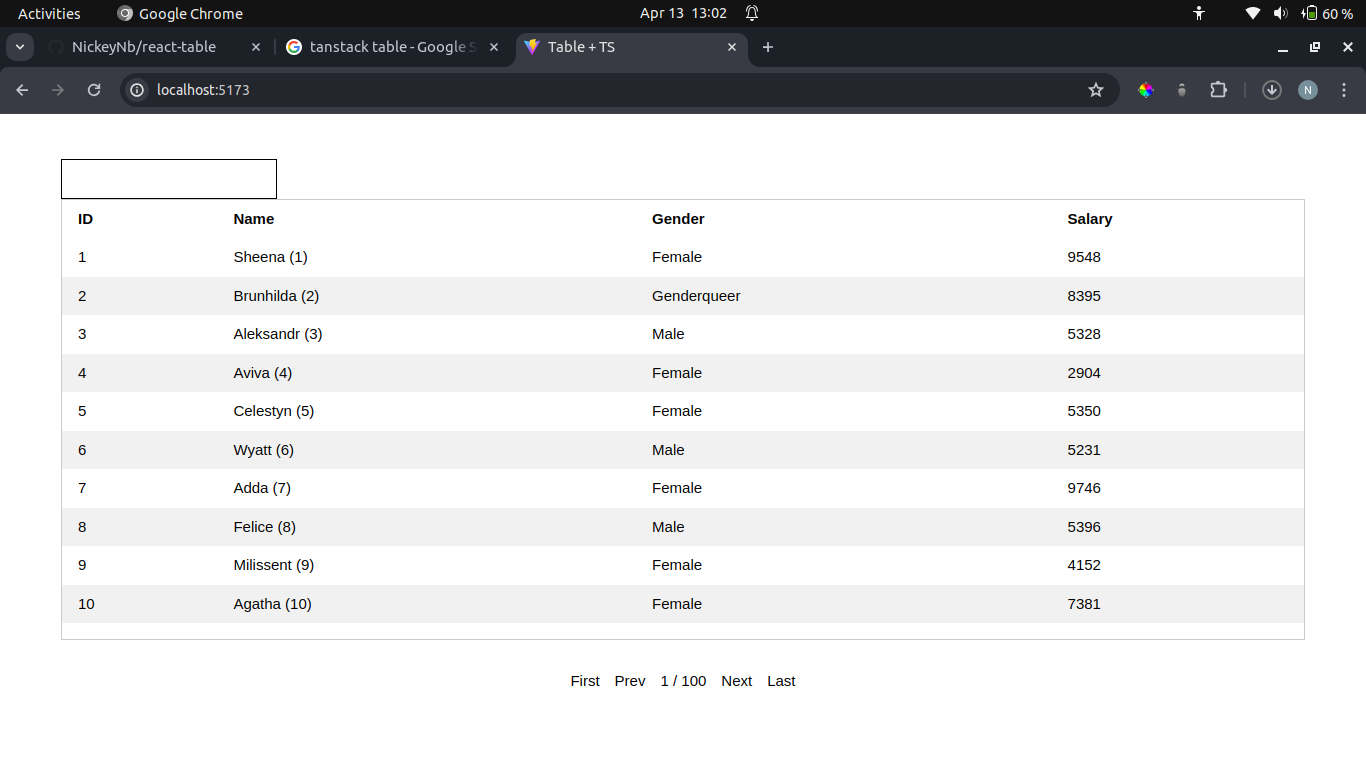 Activities Google Chrome Apr 13 13:02 60 %
NickeyNb/react-table tanstack table - Google S Table + TS
localhost:5173 N
ID Name Gender Salary
1 Sheena (1) Female 9548
2 Brunhilda (2) Genderqueer 8395
3 Aleksandr (3) Male 5328
4 Aviva (4) Female 2904
5 Celestyn (5) Female 5350
6 Wyatt (6) Male 5231
7 Adda (7) Female 9746
8 Felice (8) Male 5396
9 Milissent (9) Female 4152
10 Agatha (10) Female 7381
First Prev 1 / 100 Next Last